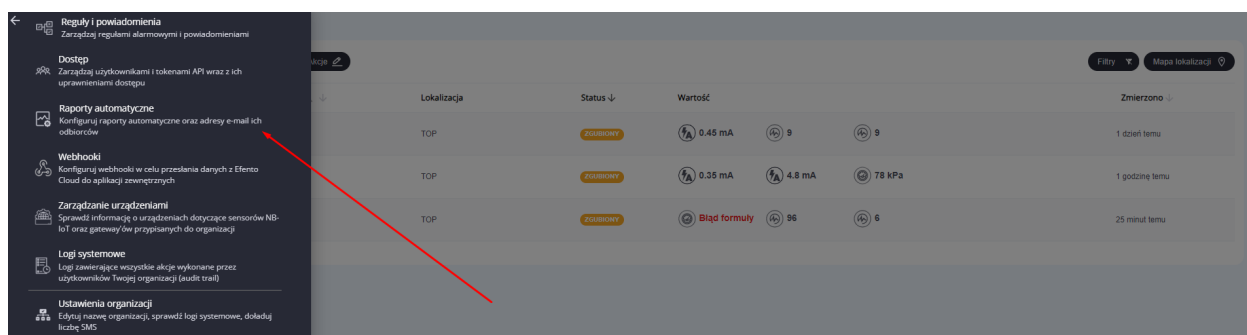 Reguły i powiadomienia
Zarządzaj regułami alarmowymi i powiadomieniami
Dostęp
Zarządzaj użytkownikami i tokenami API wraz z ich
uprawnieniami dostępu
Raporty automatyczne
Konfiguruj raporty automatyczne oraz adresy e-mail ich
odbiorców
Webhooki
Konfiguruj webhooki w celu przesłania danych z Efento
Cloud do aplikacji zewnętrznych
Zarządzanie urządzeniami
Sprawdź informację o urządzeniach dotyczące sensorów NB-
IoT oraz gateway'ów przypisanych do organizacji
Logi systemowe
Logi zawierające wszystkie akcje wykonane przez
użytkowników Twojej organizacji (audit trail)
Ustawienia organizacji
Edytuj nazwę organizacji, sprawdź logi systemowe, doładuj
liczbę SMS
Akcje Filtry Mapa lokalizacji
Lokalizacja Status Wartość Zmierzono
TOP ZGUBIONY 0.45 mA 9 9 1 dzień temu
TOP ZGUBIONY 0.35 mA 4.8 mA 78 kPa 1 godzinę temu
TOP ZGUBIONY Błąd formuły 96 6 25 minut temu